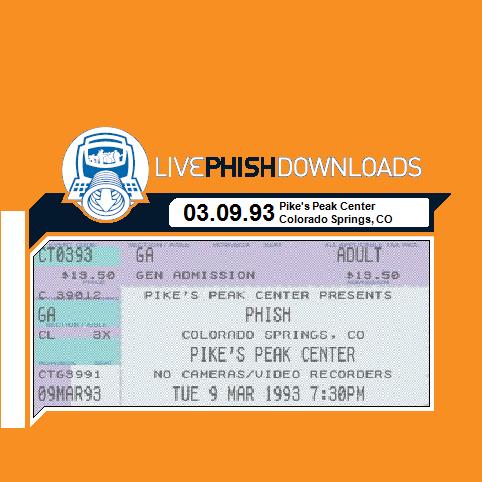 LIVEPHISHDOWNLOADS
03.09.93 Pike's Peak Center
Colorado Springs, CO
CT0393 GA ADULT
$13.50 GEN ADMISSION $13.50
C 39012 PIKE'S PEAK CENTER PRESENTS
GA PHISH
CL 3X COLORADO SPRINGS, CO
PIKE'S PEAK CENTER
CTG3991 NO CAMERAS/VIDEO RECORDERS
09MAR93 TUE 9 MAR 1993 7:30PM